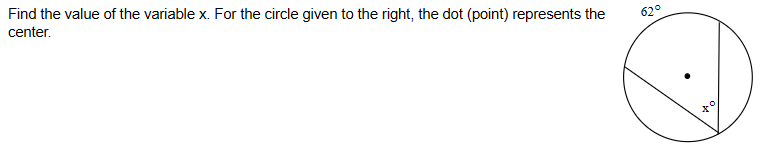 Find the value of the variable x. For the circle given to the right, the dot (point) represents the
center.
62°
x°